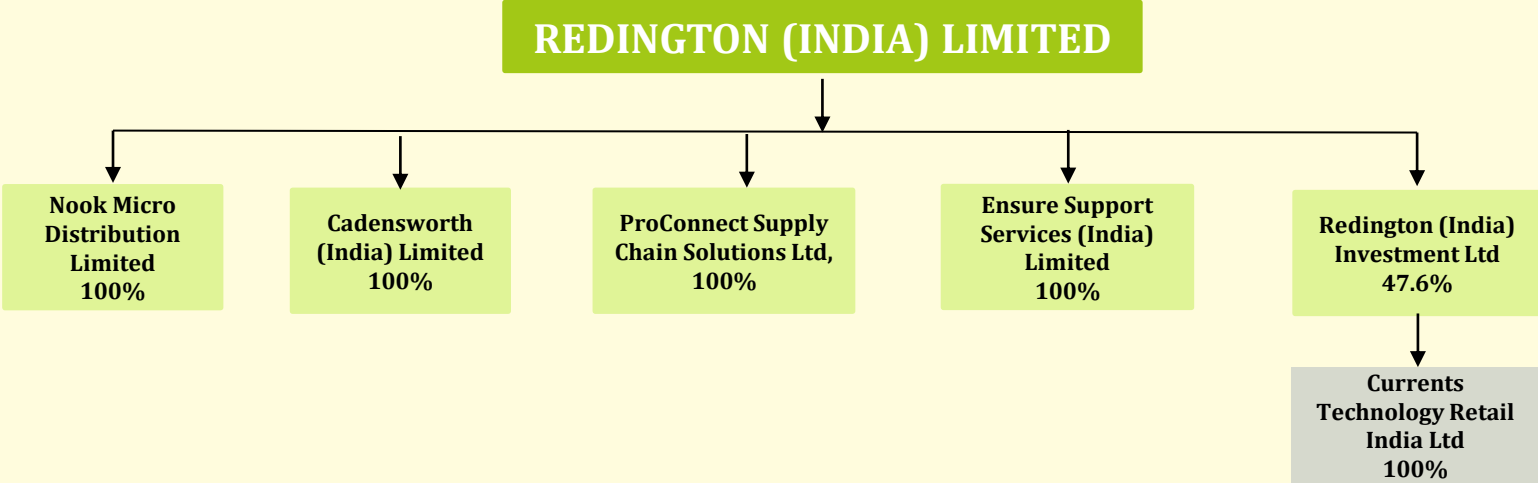 REDINGTON (INDIA) LIMITED
Nook Micro
Distribution
Limited
100%
Cadensworth
(India) Limited
100%
ProConnect Supply
Chain Solutions Ltd,
100%
Ensure Support
Services (India)
Limited
100%
Redington (India)
Investment Ltd
47.6%
Currents
Technology Retail
India Ltd
100%